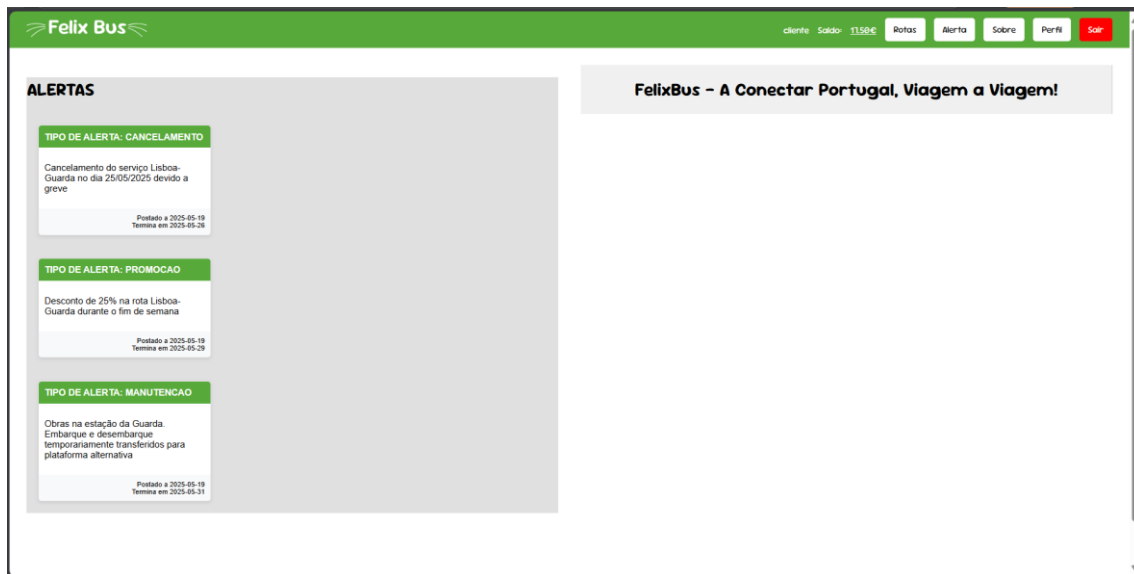 Felix Bus
cliente Saldo: 11.50€ Rotas Alerta Sobre Perfil Sair
ALERTAS
TIPO DE ALERTA: CANCELAMENTO
Cancelamento do serviço Lisboa-
Guarda no dia 25/05/2025 devido a
greve
Postado a 2025-05-19
Termina em 2025-05-26
TIPO DE ALERTA: PROMOCAO
Desconto de 25% na rota Lisboa-
Guarda durante o fim de semana
Postado a 2025-05-19
Termina em 2025-05-29
TIPO DE ALERTA: MANUTENCAO
Obras na estação da Guarda.
Embarque e desembarque
temporariamente transferidos para
plataforma alternativa
Postado a 2025-05-19
Termina em 2025-05-31
FelixBus - A Conectar Portugal, Viagem a Viagem!